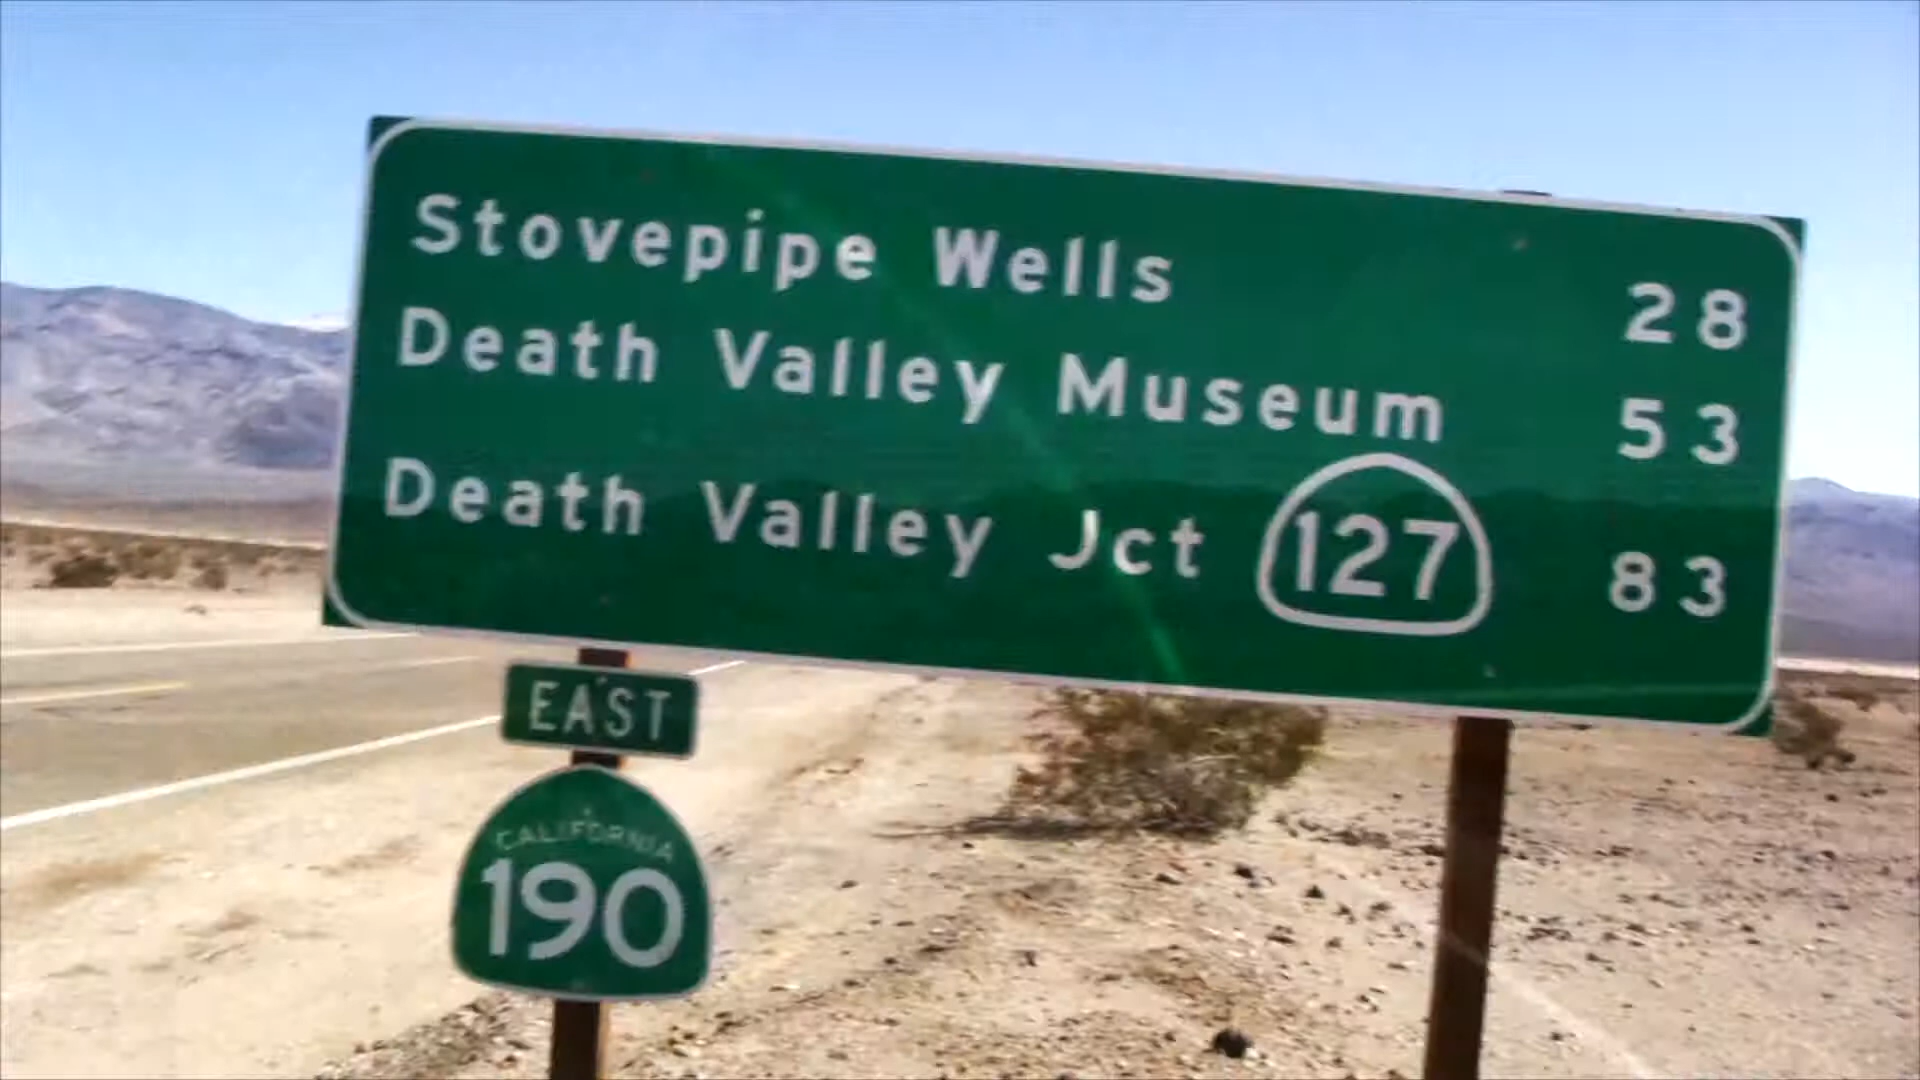 Stovepipe Wells 28
Death Valley Museum 53
Death Valley Jct 127 83
EAST
CALIFORNIA
190